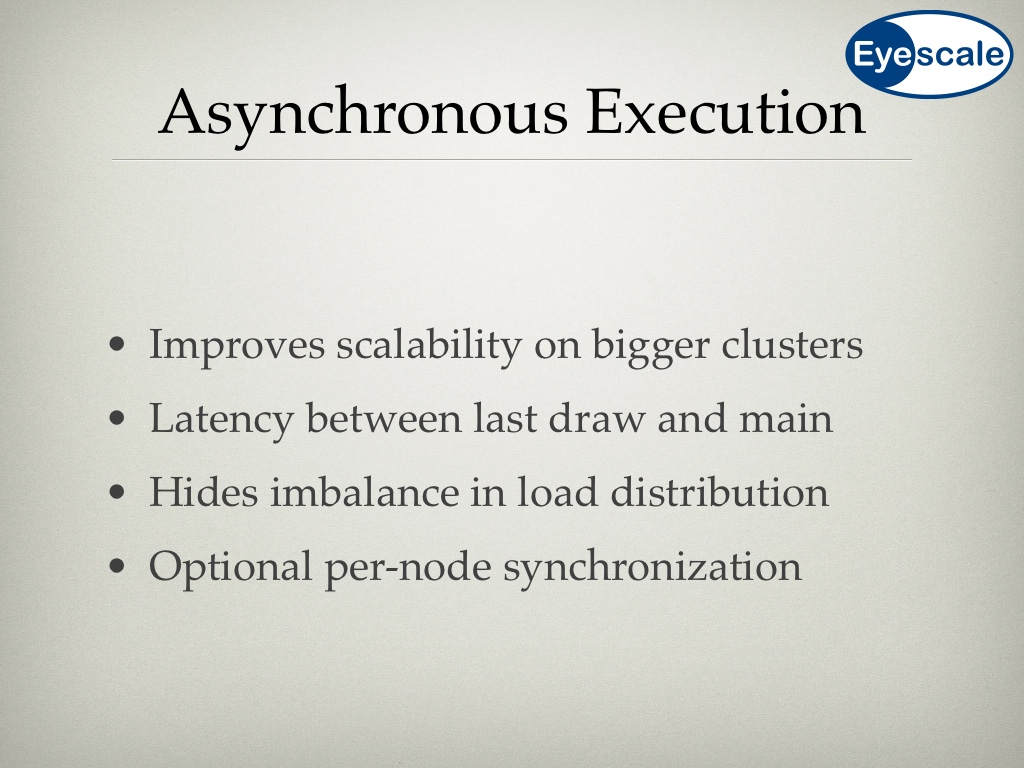 Eyescale
Asynchronous Execution
• Improves scalability on bigger clusters
• Latency between last draw and main
• Hides imbalance in load distribution
• Optional per-node synchronization